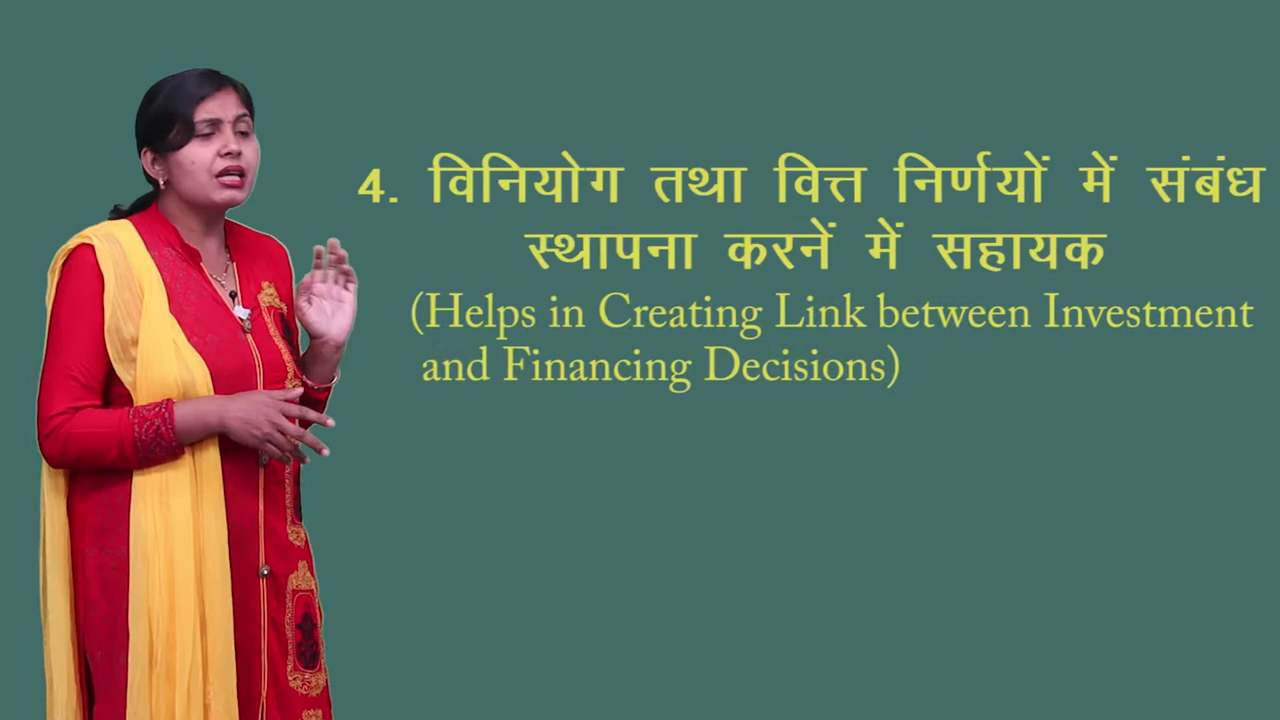 4. विनियोग तथा वित्त निर्णयों में संबंध
स्थापना करनें में सहायक
(Helps in Creating Link between Investment
and Financing Decisions)